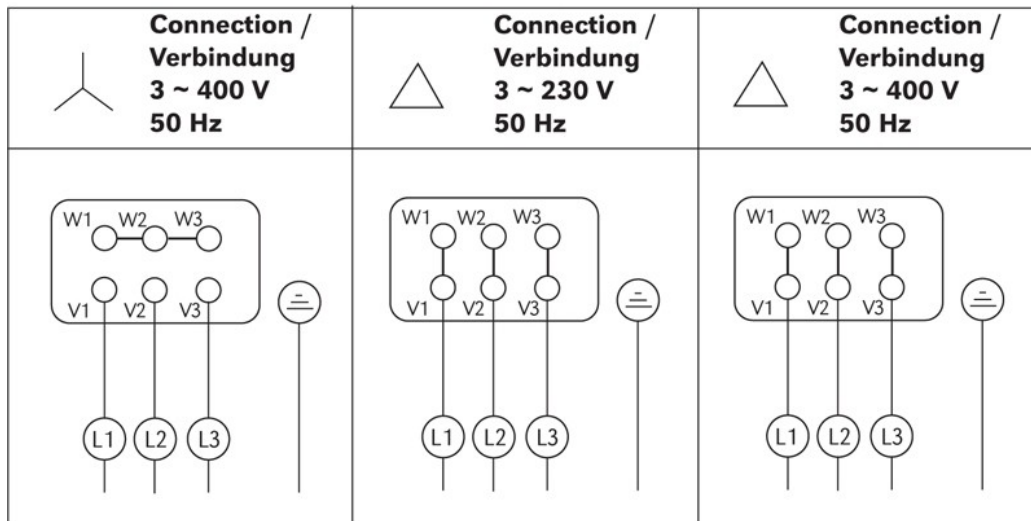 Connection /
Verbindung
3 ~ 400 V
50 Hz
Connection /
Verbindung
3 ~ 230 V
50 Hz
Connection /
Verbindung
3 ~ 400 V
50 Hz
W1 W2 W3
V1 V2 V3
L1 L2 L3
W1 W2 W3
V1 V2 V3
L1 L2 L3
W1 W2 W3
V1 V2 V3
L1 L2 L3